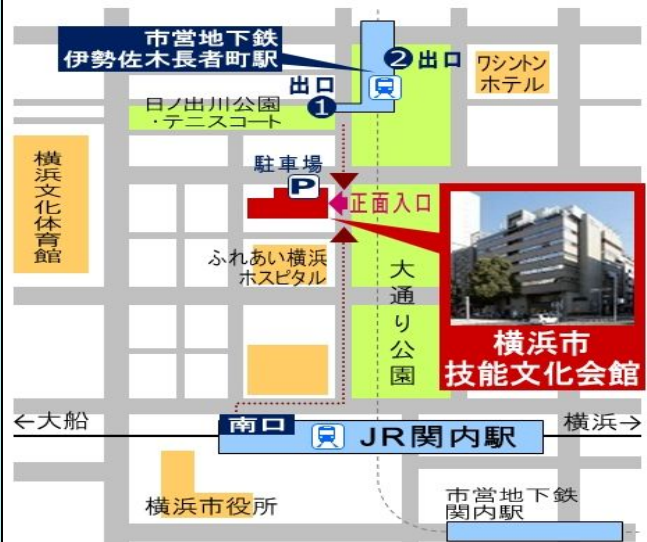 市営地下鉄
伊勢佐木長者町駅
❷出口
ワシントン
ホテル
出口
❶
日ノ出川公園
・テニスコート
横浜文化体育館
駐車場
P
正面入口
ふれあい横浜
ホスピタル
大通り公園
横浜市
技能文化会館
←大船
南口
JR関内駅
横浜→
横浜市役所
市営地下鉄
関内駅